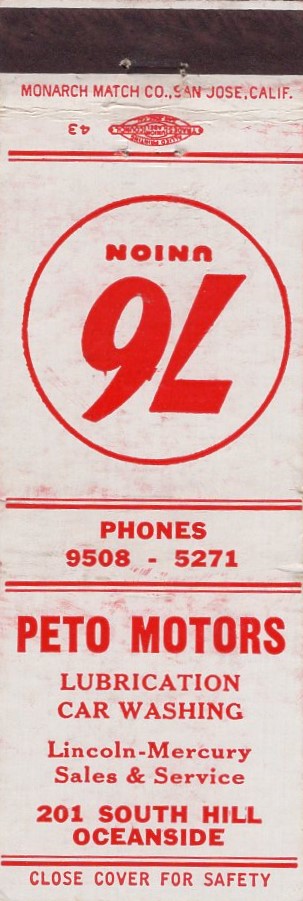 MONARCH MATCH CO., SAN JOSE, CALIF.
43
UNION
76
PHONES
9508 - 5271
PETO MOTORS
LUBRICATION
CAR WASHING
Lincoln-Mercury
Sales & Service
201 SOUTH HILL
OCEANSIDE
CLOSE COVER FOR SAFETY